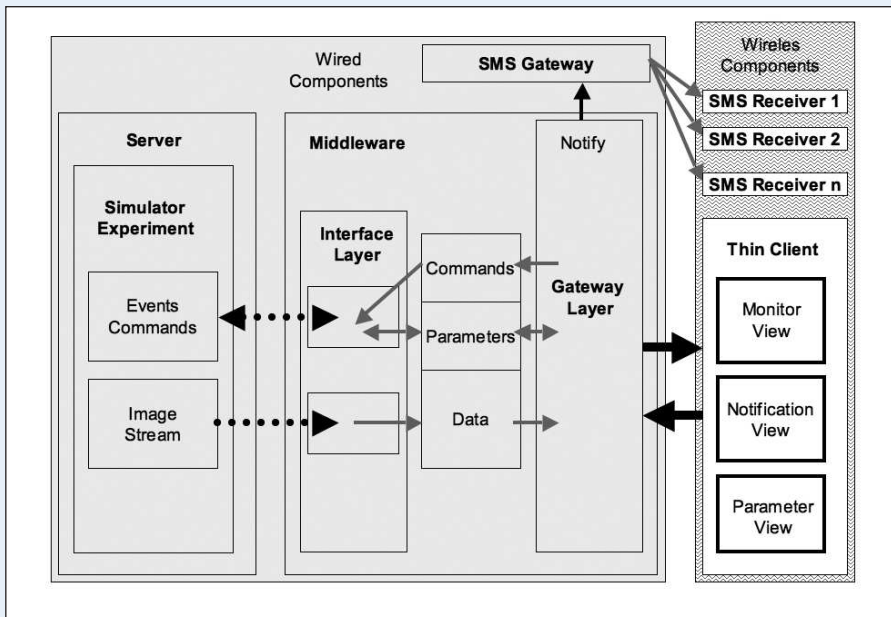 Wired
Components
SMS Gateway
Wireles
Components
SMS Receiver 1
SMS Receiver 2
SMS Receiver n
Server
Simulator
Experiment
Events
Commands
Image
Stream
Middleware
Interface
Layer
Commands
Parameters
Data
Notify
Gateway
Layer
Thin Client
Monitor
View
Notification
View
Parameter
View